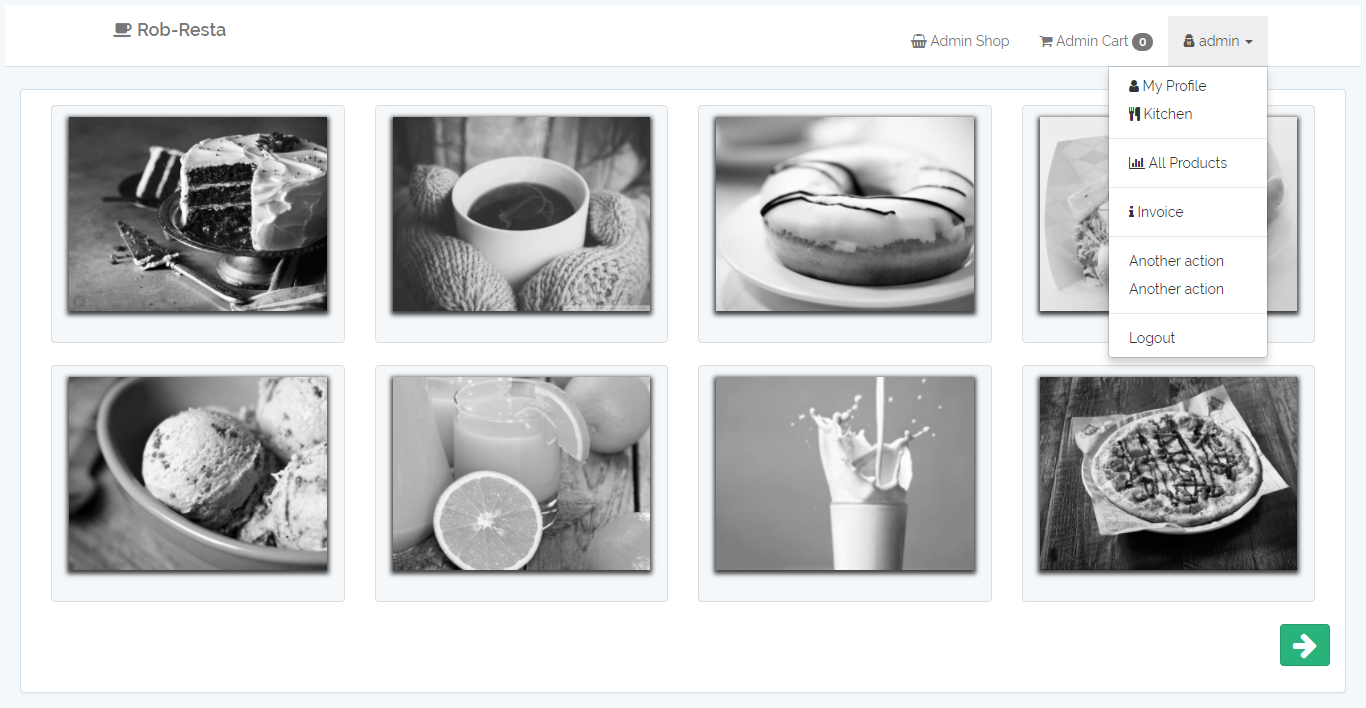 Rob-Resta
Admin Shop
Admin Cart 0
admin
My Profile
Kitchen
All Products
Invoice
Another action
Another action
Logout